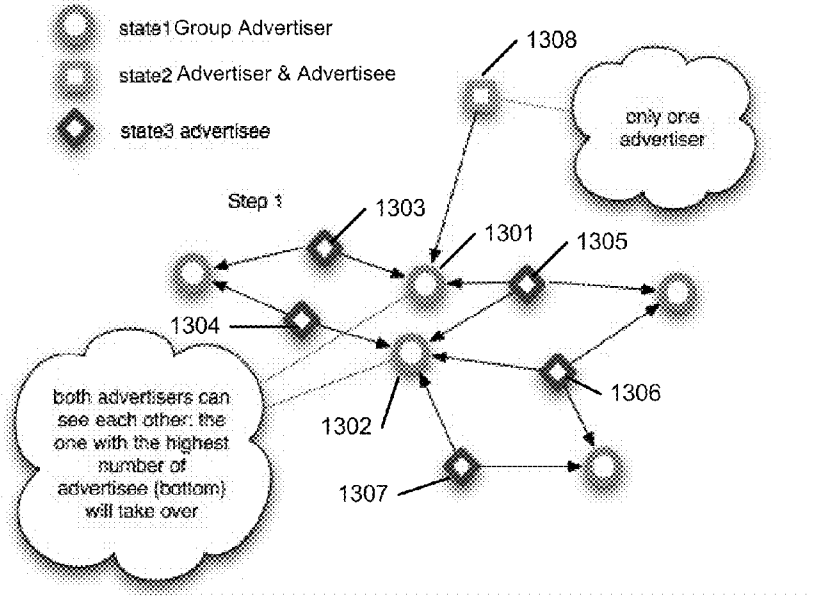 state1 Group Advertiser
state2 Advertiser & Advertisee
state3 advertisee
1308
only one
advertiser
Step 1
1303
1301
1305
1304
1306
1302
1307
both advertisers can
see each other: the
one with the highest
number of
advertisee (bottom)
will take over